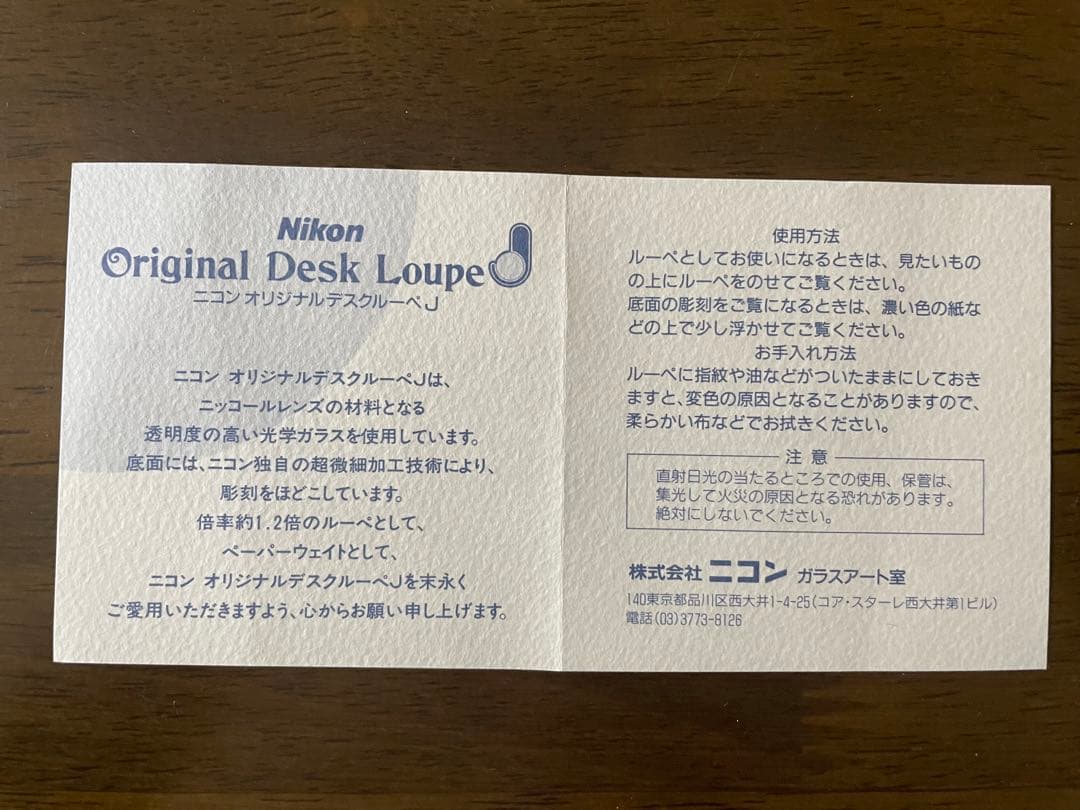 Nikon
Original Desk Loupe J
ニコン オリジナルデスクルーペJ
ニコン オリジナルデスクルーペJは、
ニッコールレンズの材料となる
透明度の高い光学ガラスを使用しています。
底面には、ニコン独自の超微細加工技術により、
彫刻をほどこしています。
倍率約1.2倍のルーペとして、
ペーパーウェイトとして、
ニコン オリジナルデスクルーペJを末永く
ご愛用いただきますよう、心からお願い申し上げます。
使用方法
ルーペとしてお使いになるときは、見たいもの
の上にルーペをのせてご覧ください。
底面の彫刻をご覧になるときは、濃い色の紙な
どの上で少し浮かせてご覧ください。
お手入れ方法
ルーペに指紋や油などがついたままにしておき
ますと、変色の原因となることがありますので、
柔らかい布などでお拭きください。
注意
直射日光の当たるところでの使用、保管は、
集光して火災の原因となる恐れがあります。
絶対にしないでください。
株式会社 ニコン ガラスアート室
140東京都品川区西大井1-4-25(コア・スターレ西大井第1ビル)
電話(03)3773-8126